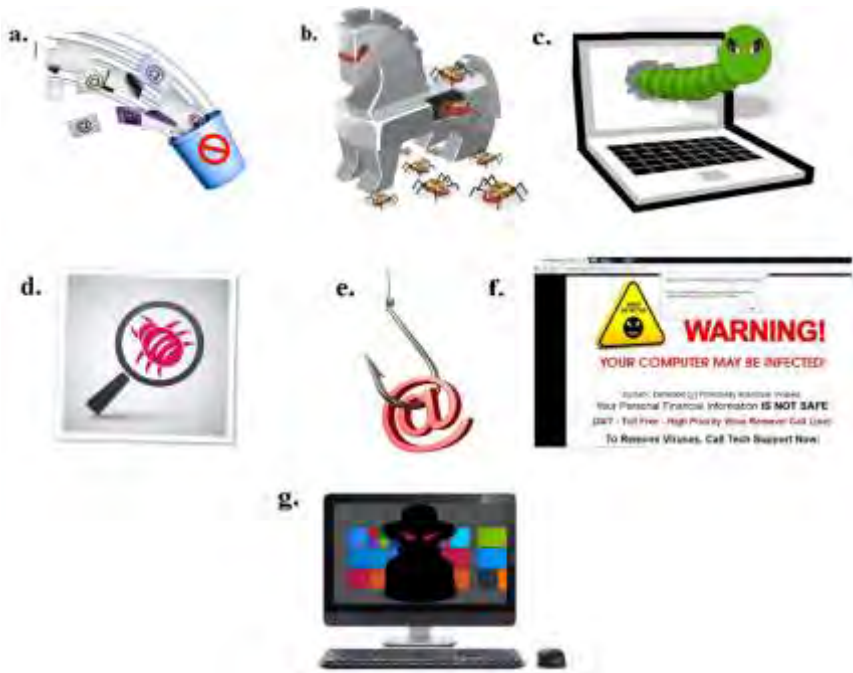 a.
b.
c.
@
@
@
d.
e.
f.
@
WARNING!
YOUR COMPUTER MAY BE INFECTED!
Your Personal Financial Information IS NOT SAFE
To Remove Viruses, Call Tech Support Now:
g.